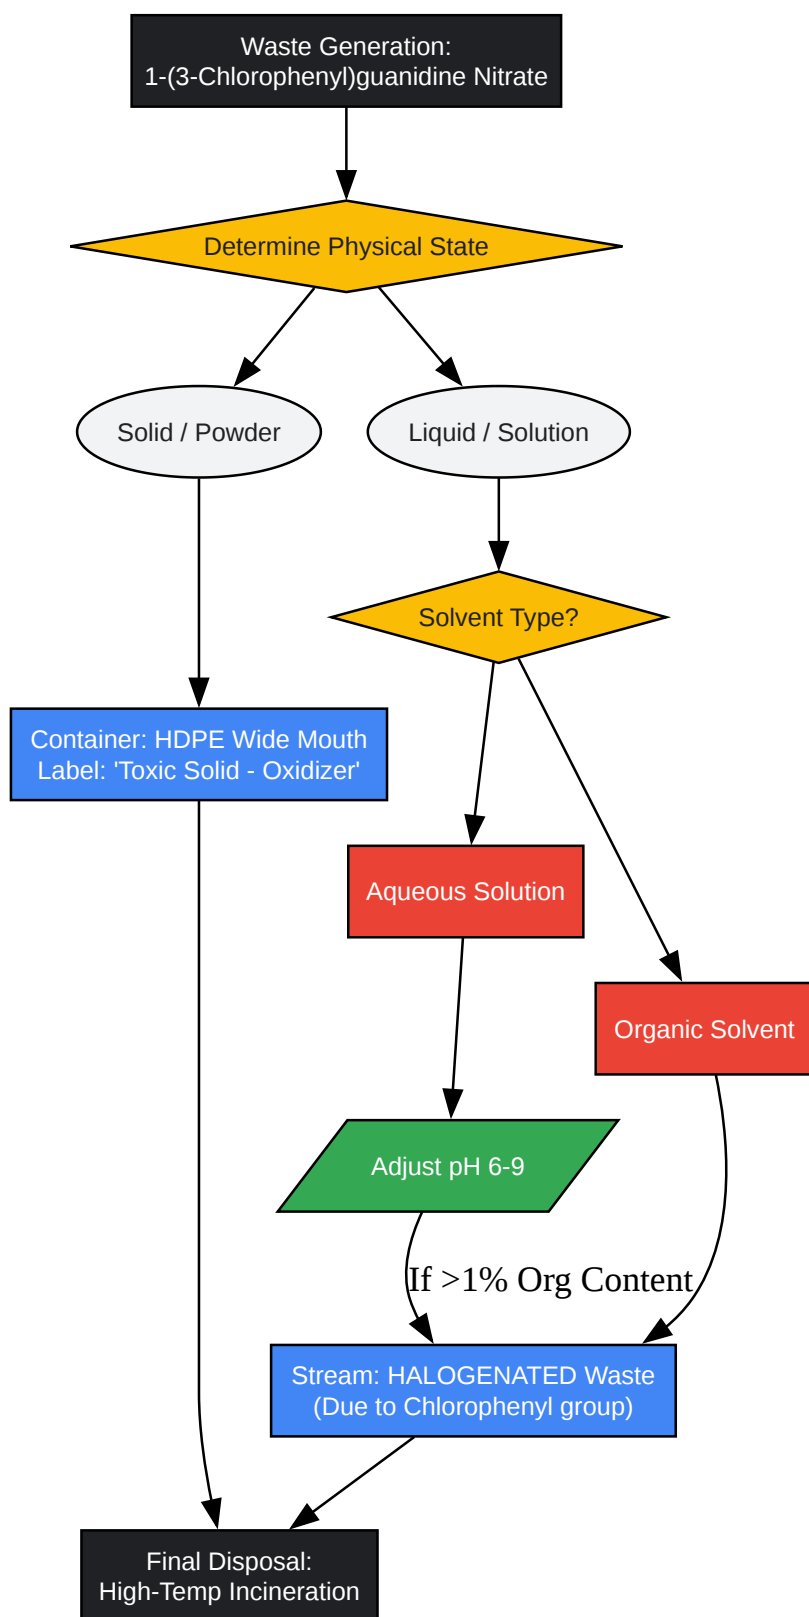 Waste Generation:
1-(3-Chlorophenyl)guanidine Nitrate
Determine Physical State
Solid / Powder
Liquid / Solution
Solvent Type?
Container: HDPE Wide Mouth
Label: 'Toxic Solid - Oxidizer'
Aqueous Solution
Organic Solvent
Adjust pH 6-9
If >1% Org Content
Stream: HALOGENATED Waste
(Due to Chlorophenyl group)
Final Disposal:
High-Temp Incineration